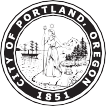 CITY OF PORTLAND, OREGON
1851